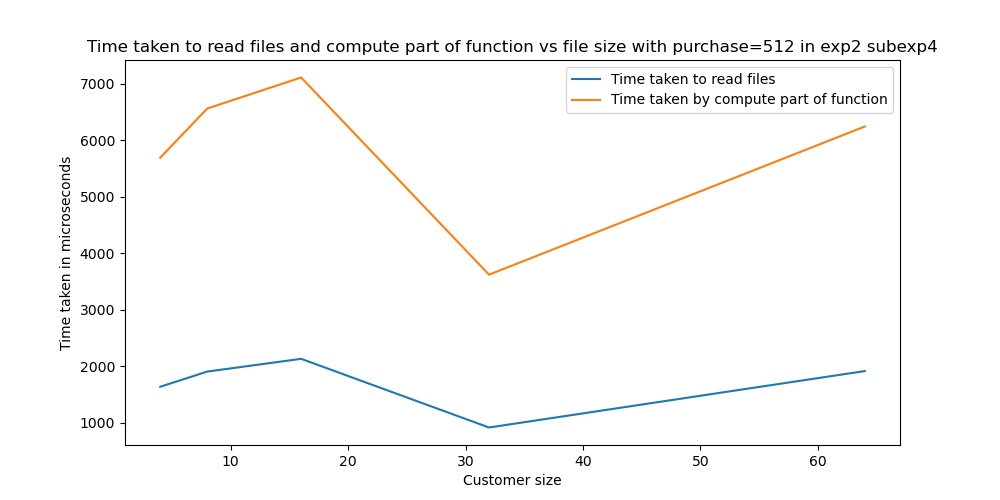 Time taken to read files and compute part of function vs file size with purchase=512 in exp2 subexp4
Time taken to read files
Time taken by compute part of function
Time taken in microseconds
7000
6000
5000
4000
3000
2000
1000
10
20
30
40
50
60
Customer size